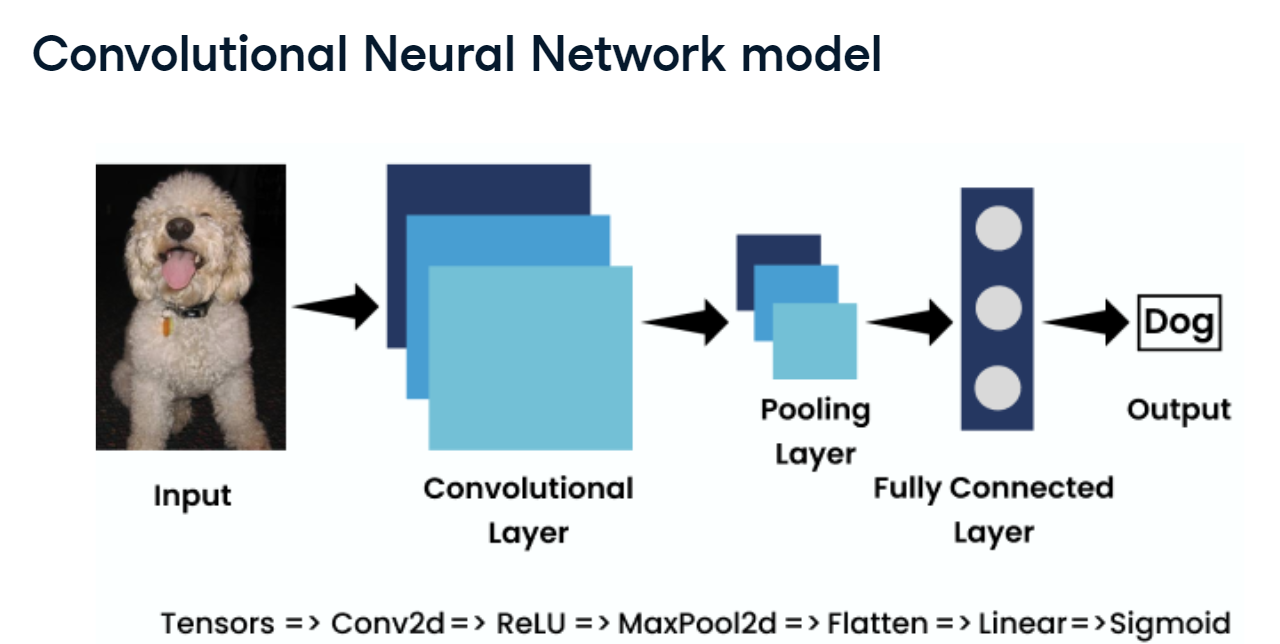 Convolutional Neural Network model
Dog
Pooling
Layer
Output
Input
Convolutional
Layer
Fully Connected
Layer
Tensors => Conv2d=> ReLU => MaxPool2d => Flatten => Linear=>Sigmoid